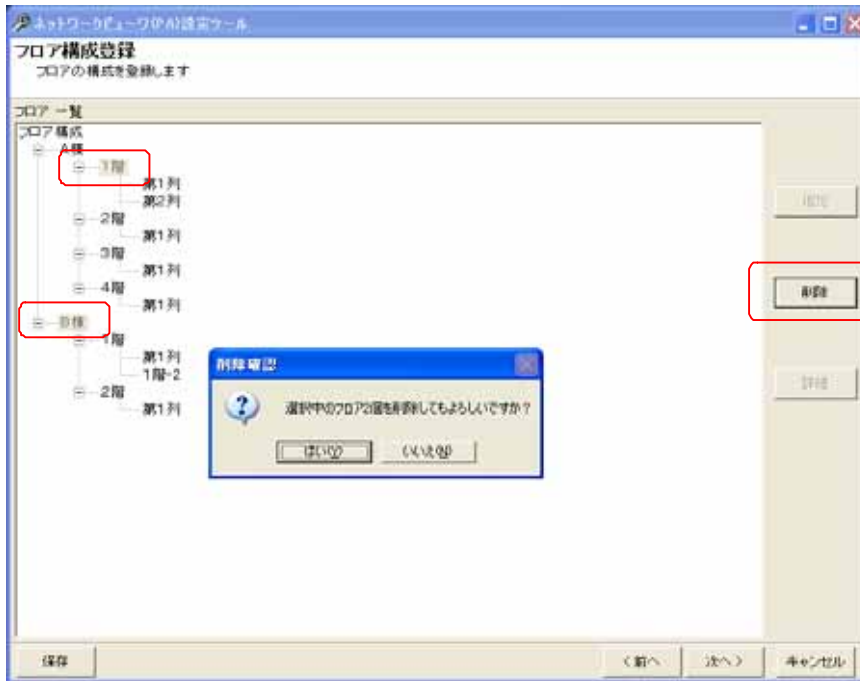 ネットワークビューワ(PA)設定ツール
フロア構成登録
フロアの構成を登録します
フロア 一覧
フロア構成
A棟
1階
第1列
第2列
2階
第1列
3階
第1列
4階
第1列
B棟
1階
第1列
1階-2
2階
第1列
削除
詳細
削除確認
選択中のフロア2個を削除してもよろしいですか？
はい(Y)
いいえ(N)
保存
< 前へ
次へ >
キャンセル